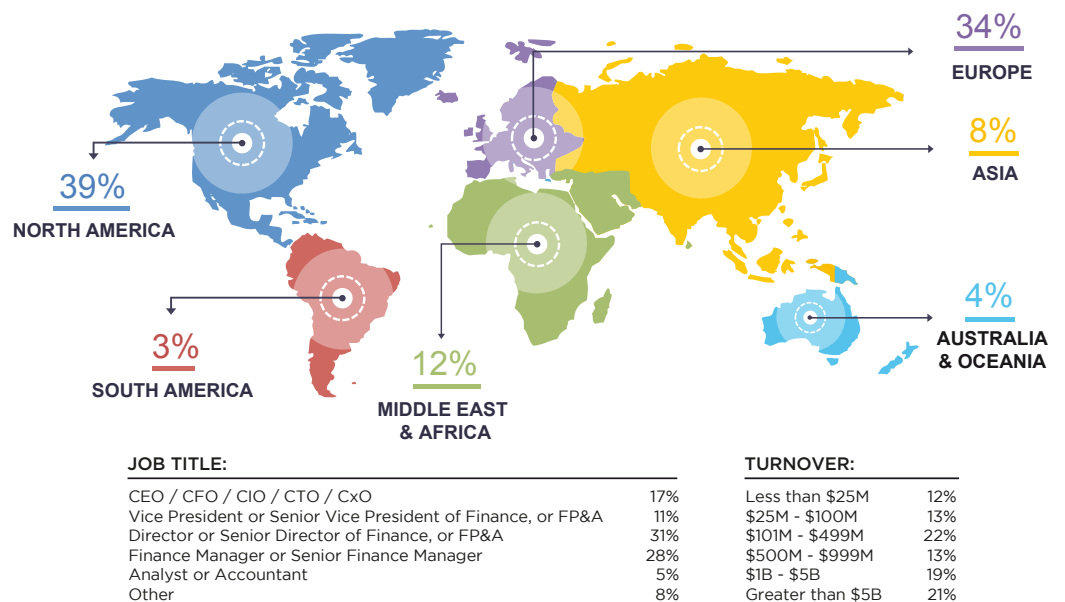 34%
EUROPE
8%
ASIA
39%
NORTH AMERICA
4%
AUSTRALIA
& OCEANIA
3%
SOUTH AMERICA
12%
MIDDLE EAST
& AFRICA
JOB TITLE:
CEO / CFO / CIO / CTO / CxO 17%
Vice President or Senior Vice President of Finance, or FP&A 11%
Director or Senior Director of Finance, or FP&A 31%
Finance Manager or Senior Finance Manager 28%
Analyst or Accountant 5%
Other 8%
TURNOVER:
Less than $25M 12%
$25M - $100M 13%
$101M - $499M 22%
$500M - $999M 13%
$1B - $5B 19%
Greater than $5B 21%